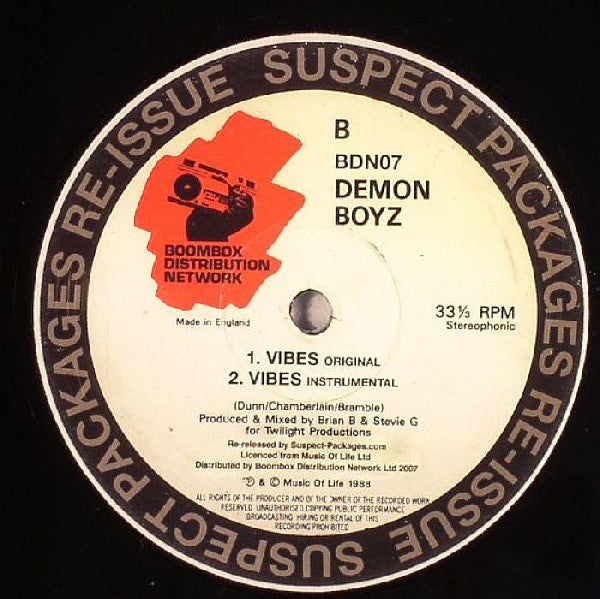 SUSPECT PACKAGES RE-ISSUE SUSPECT PACKAGES RE-ISSUE
B
BDN07
DEMON
BOYZ
BOOMBOX
DISTRIBUTION
NETWORK
Made in England
33⅓ RPM
Stereophonic
1. VIBES ORIGINAL
2. VIBES INSTRUMENTAL
(Dunn/Chamberlain/Bramble)
Produced & Mixed by Brian B & Stevie G
for Twilight Productions
Re-released by Suspect-Packages.com
Licenced from Music Of Life Ltd
Distributed by Boombox Distribution Network Ltd 2007
℗ & © Music Of Life 1988
ALL RIGHTS OF THE PRODUCER AND OF THE OWNER OF THE RECORDED WORK
RESERVED. UNAUTHORISED COPYING PUBLIC PERFORMANCE
BROADCASTING HIRING OR RENTAL OF THIS
RECORDING PROHIBITED